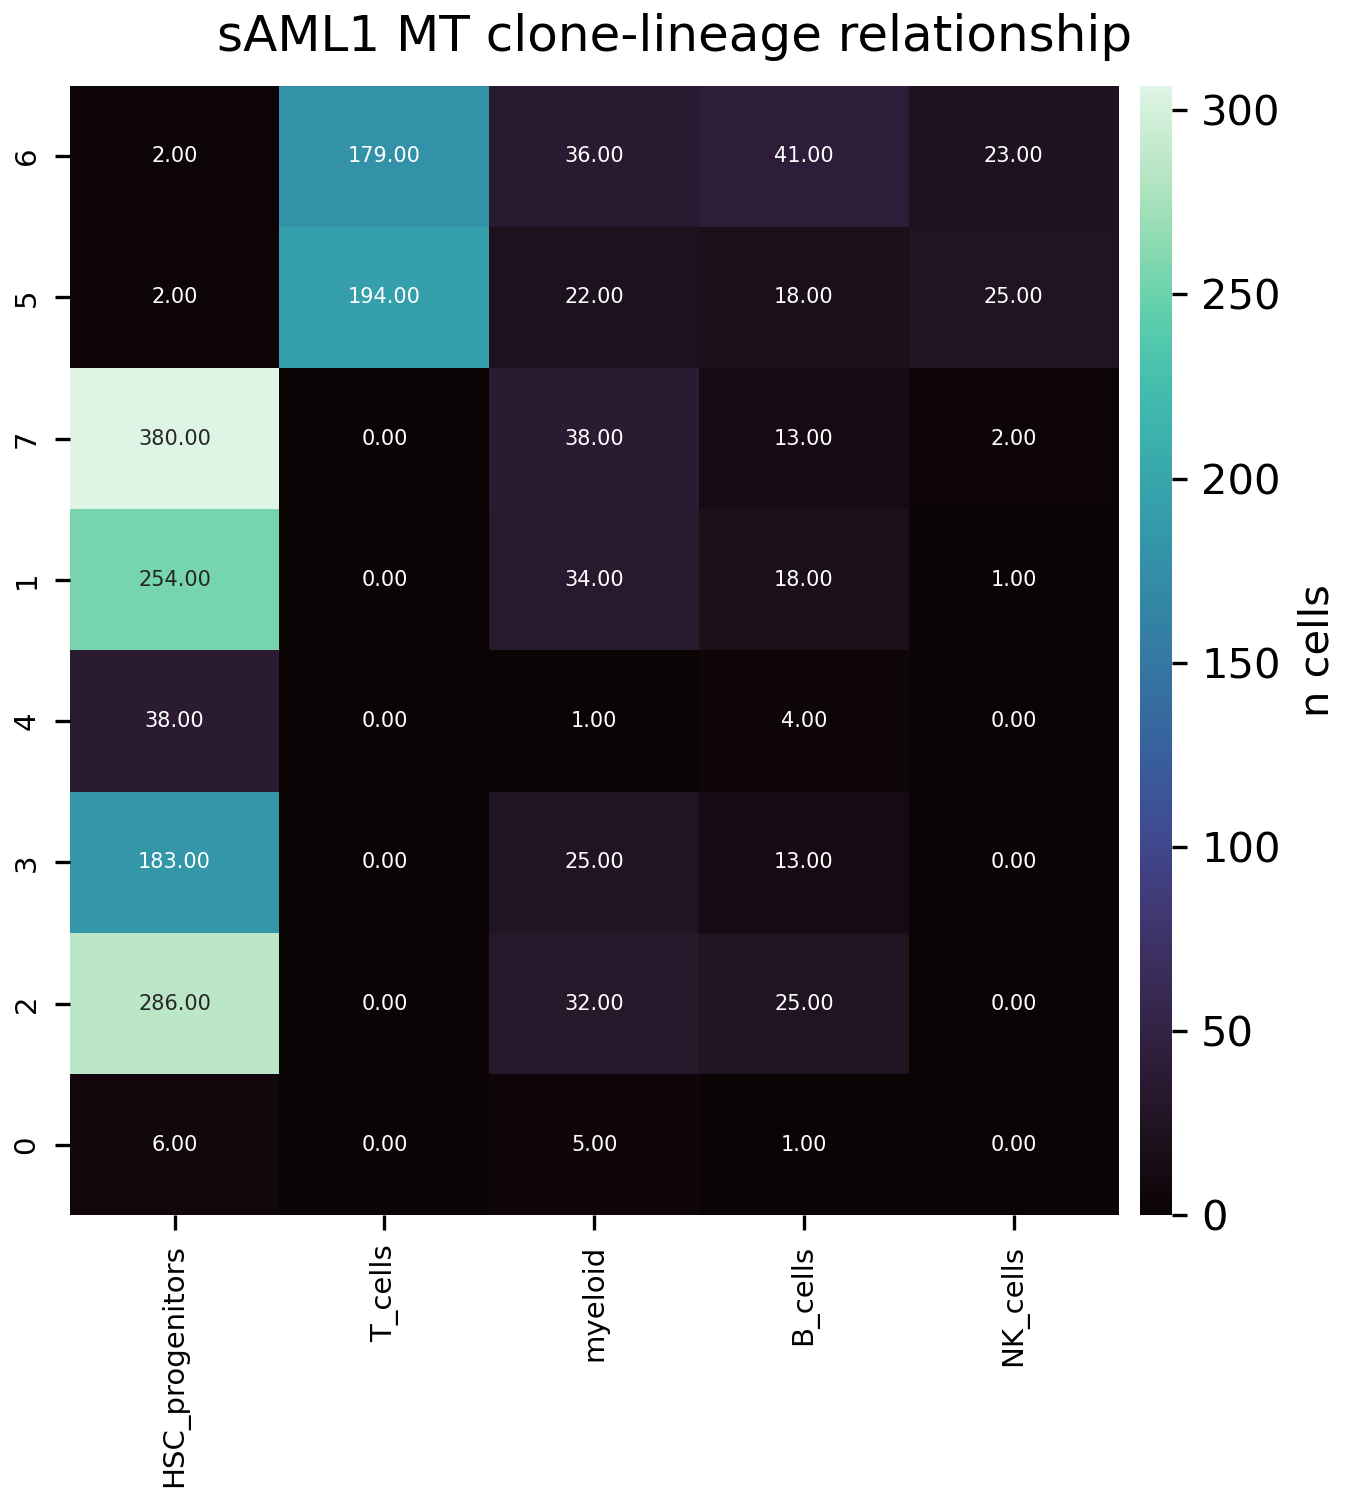 sAML1 MT clone-lineage relationship
6 2.00 179.00 36.00 41.00 23.00
5 2.00 194.00 22.00 18.00 25.00
7 380.00 0.00 38.00 13.00 2.00
1 254.00 0.00 34.00 18.00 1.00
4 38.00 0.00 1.00 4.00 0.00
3 183.00 0.00 25.00 13.00 0.00
2 286.00 0.00 32.00 25.00 0.00
0 6.00 0.00 5.00 1.00 0.00
HSC_progenitors
T_cells
myeloid
B_cells
NK_cells
300
250
200
150
100
50
0
n cells